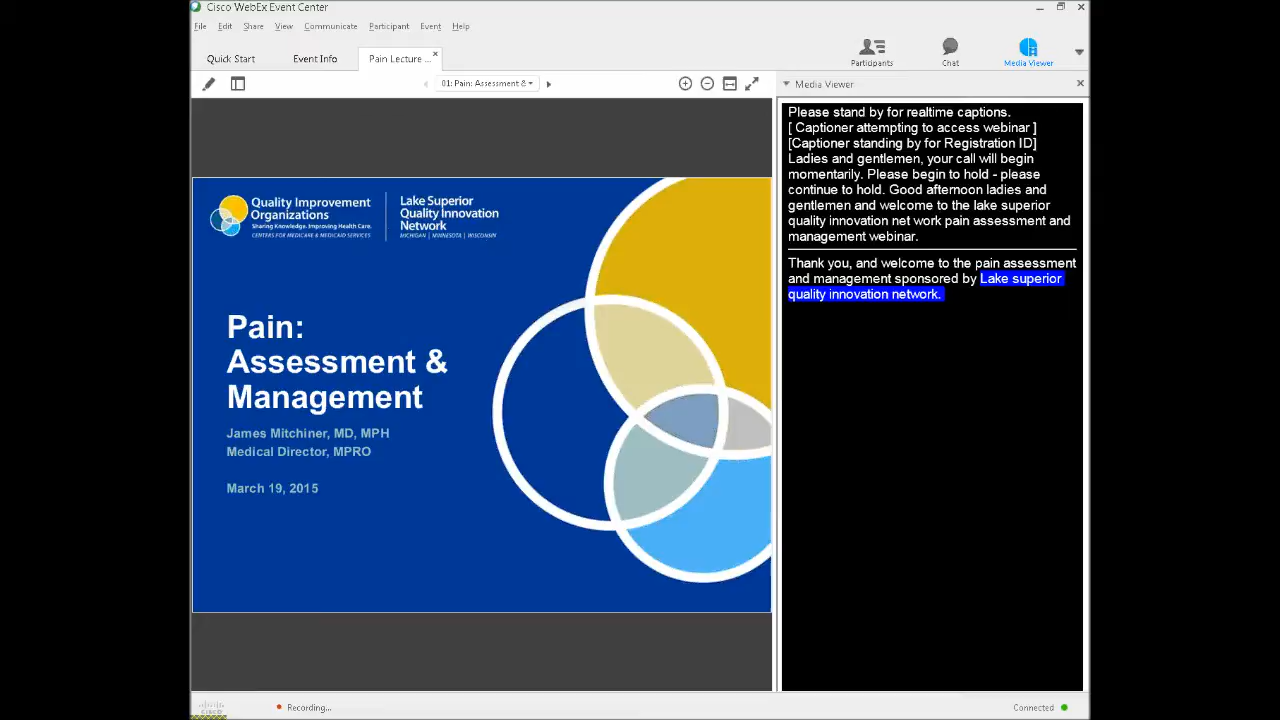 Cisco WebEx Event Center
File Edit Share View Communicate Participant Event Help
Quick Start Event Info Pain Lecture ...
Participants Chat Media Viewer
01: Pain: Assessment &
Media Viewer
Quality Improvement
Organizations
Sharing Knowledge. Improving Health Care.
CENTERS FOR MEDICARE & MEDICAID SERVICES
Lake Superior
Quality Innovation
Network
MICHIGAN | MINNESOTA | WISCONSIN
Pain:
Assessment &
Management
James Mitchiner, MD, MPH
Medical Director, MPRO
March 19, 2015
Please stand by for realtime captions.
[ Captioner attempting to access webinar ]
[Captioner standing by for Registration ID]
Ladies and gentlemen, your call will begin
momentarily. Please begin to hold - please
continue to hold. Good afternoon ladies and
gentlemen and welcome to the lake superior
quality innovation net work pain assessment and
management webinar.
Thank you, and welcome to the pain assessment
and management sponsored by Lake superior
quality innovation network.
cisco
Recording...
Connected